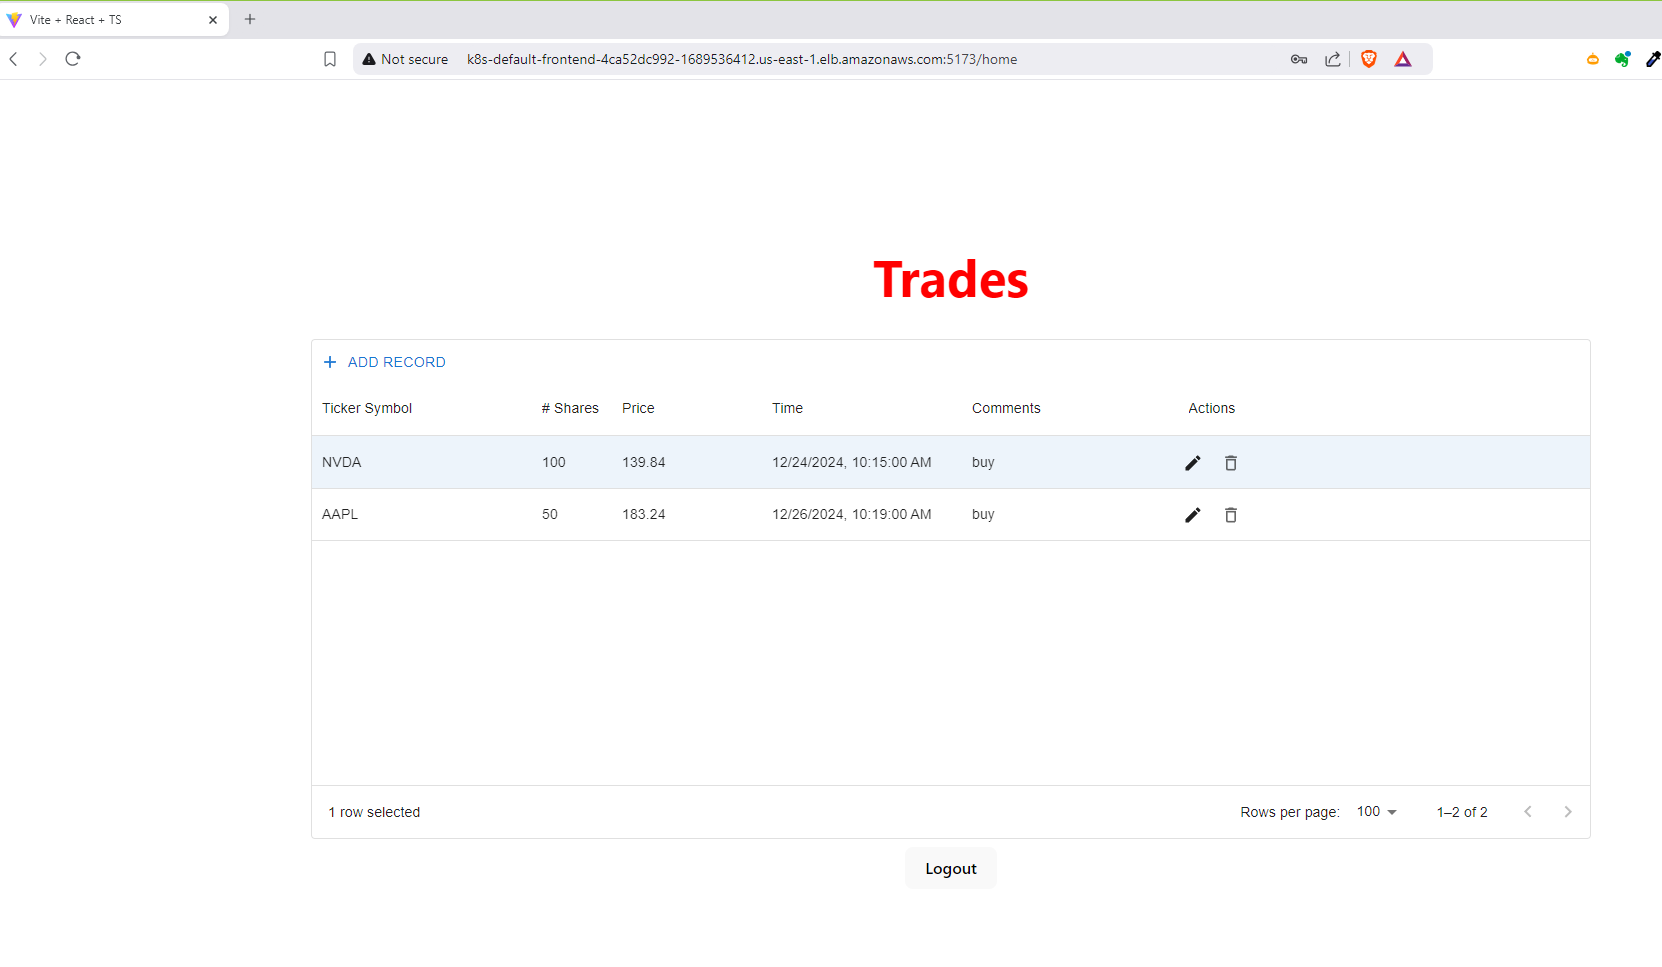 Vite + React + TS
Not secure k8s-default-frontend-4ca52dc992-1689536412.us-east-1.elb.amazonaws.com:5173/home
Trades
ADD RECORD
Ticker Symbol # Shares Price Time Comments Actions
NVDA 100 139.84 12/24/2024, 10:15:00 AM buy
AAPL 50 183.24 12/26/2024, 10:19:00 AM buy
1 row selected Rows per page: 100 1–2 of 2
Logout